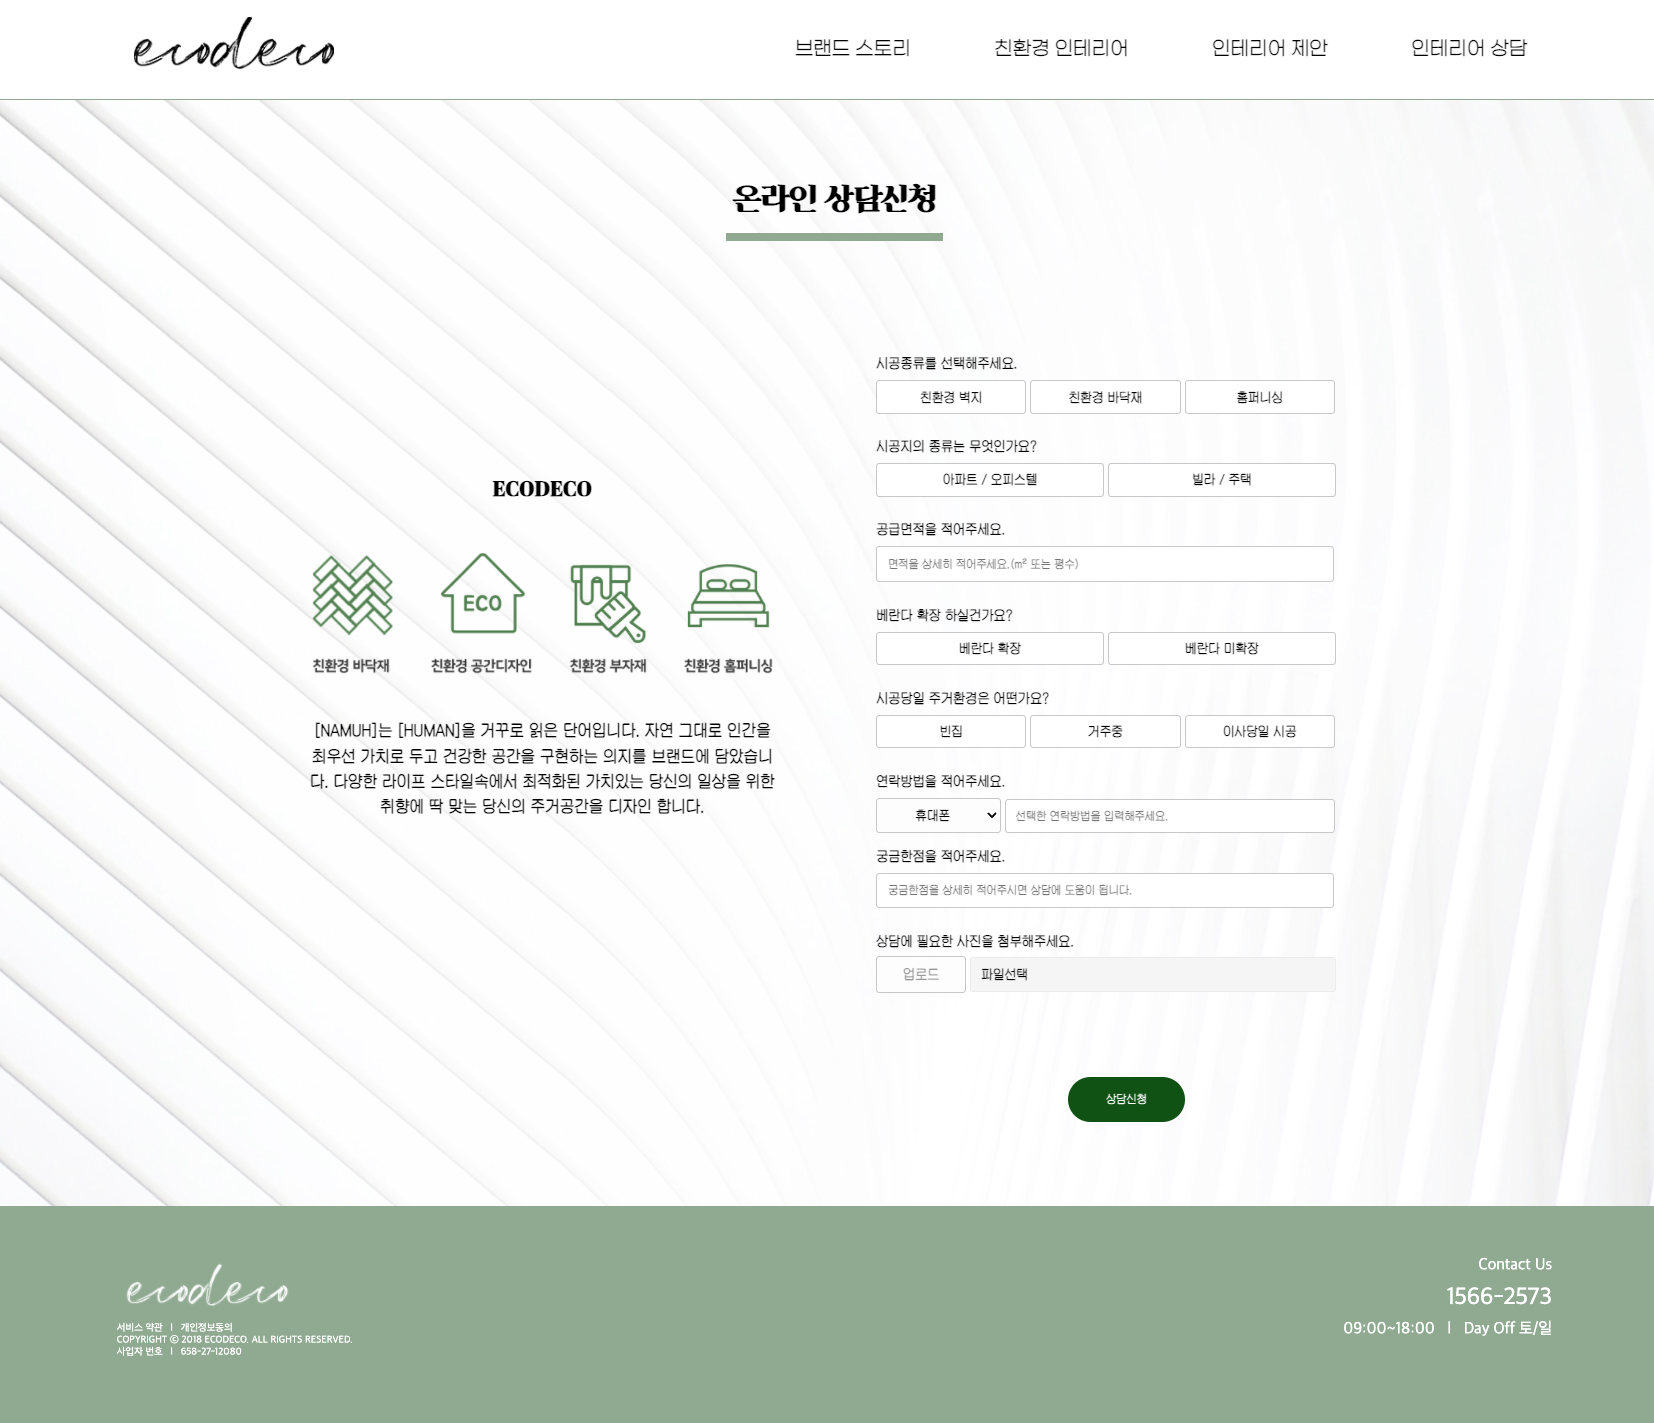 ecodeco
브랜드 스토리 친환경 인테리어 인테리어 제안 인테리어 상담
온라인 상담신청
ECODECO
ECO
친환경 바닥재 친환경 공간디자인 친환경 부자재 친환경 홈퍼니싱
[NAMUH]는 [HUMAN]을 거꾸로 읽은 단어입니다. 자연 그대로 인간을
최우선 가치로 두고 건강한 공간을 구현하는 의지를 브랜드에 담았습니
다. 다양한 라이프 스타일속에서 최적화된 가치있는 당신의 일상을 위한
취향에 딱 맞는 당신의 주거공간을 디자인 합니다.
시공종류를 선택해주세요.
친환경 벽지 친환경 바닥재 홈퍼니싱
시공지의 종류는 무엇인가요?
아파트 / 오피스텔 빌라 / 주택
공급면적을 적어주세요.
면적을 상세히 적어주세요.(㎡ 또는 평수)
베란다 확장 하실건가요?
베란다 확장 베란다 미확장
시공당일 주거환경은 어떤가요?
빈집 거주중 이사당일 시공
연락방법을 적어주세요.
휴대폰 선택한 연락방법을 입력해주세요.
궁금한점을 적어주세요.
궁금한점을 상세히 적어주시면 상담에 도움이 됩니다.
상담에 필요한 사진을 첨부해주세요.
업로드 파일선택
상담신청
ecodeco
서비스 약관 ㅣ 개인정보동의
COPYRIGHT © 2018 ECODECO. ALL RIGHTS RESERVED.
사업자 번호 ㅣ 658-27-12080
Contact Us
1566-2573
09:00~18:00 ㅣ Day Off 토/일